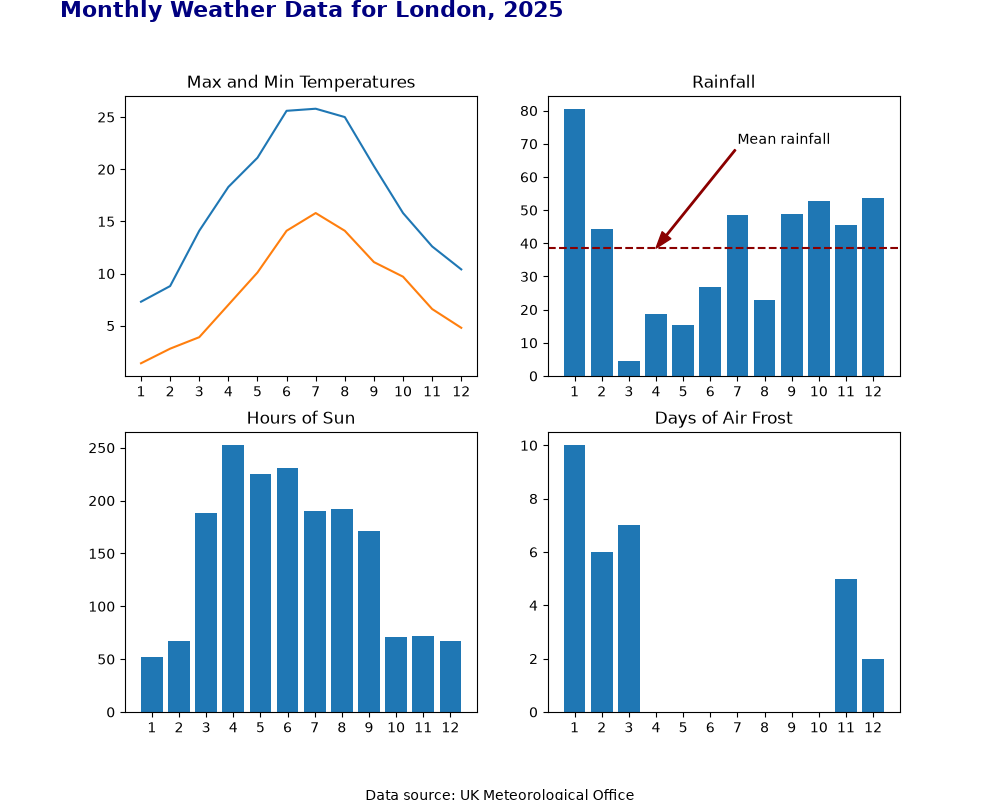 Monthly Weather Data for London, 2025
Max and Min Temperatures
25
20
15
10
5
1 2 3 4 5 6 7 8 9 10 11 12
Rainfall
80
70
60
50
40
30
20
10
0
Mean rainfall
1 2 3 4 5 6 7 8 9 10 11 12
Hours of Sun
250
200
150
100
50
0
1 2 3 4 5 6 7 8 9 10 11 12
Days of Air Frost
10
8
6
4
2
0
1 2 3 4 5 6 7 8 9 10 11 12
Data source: UK Meteorological Office